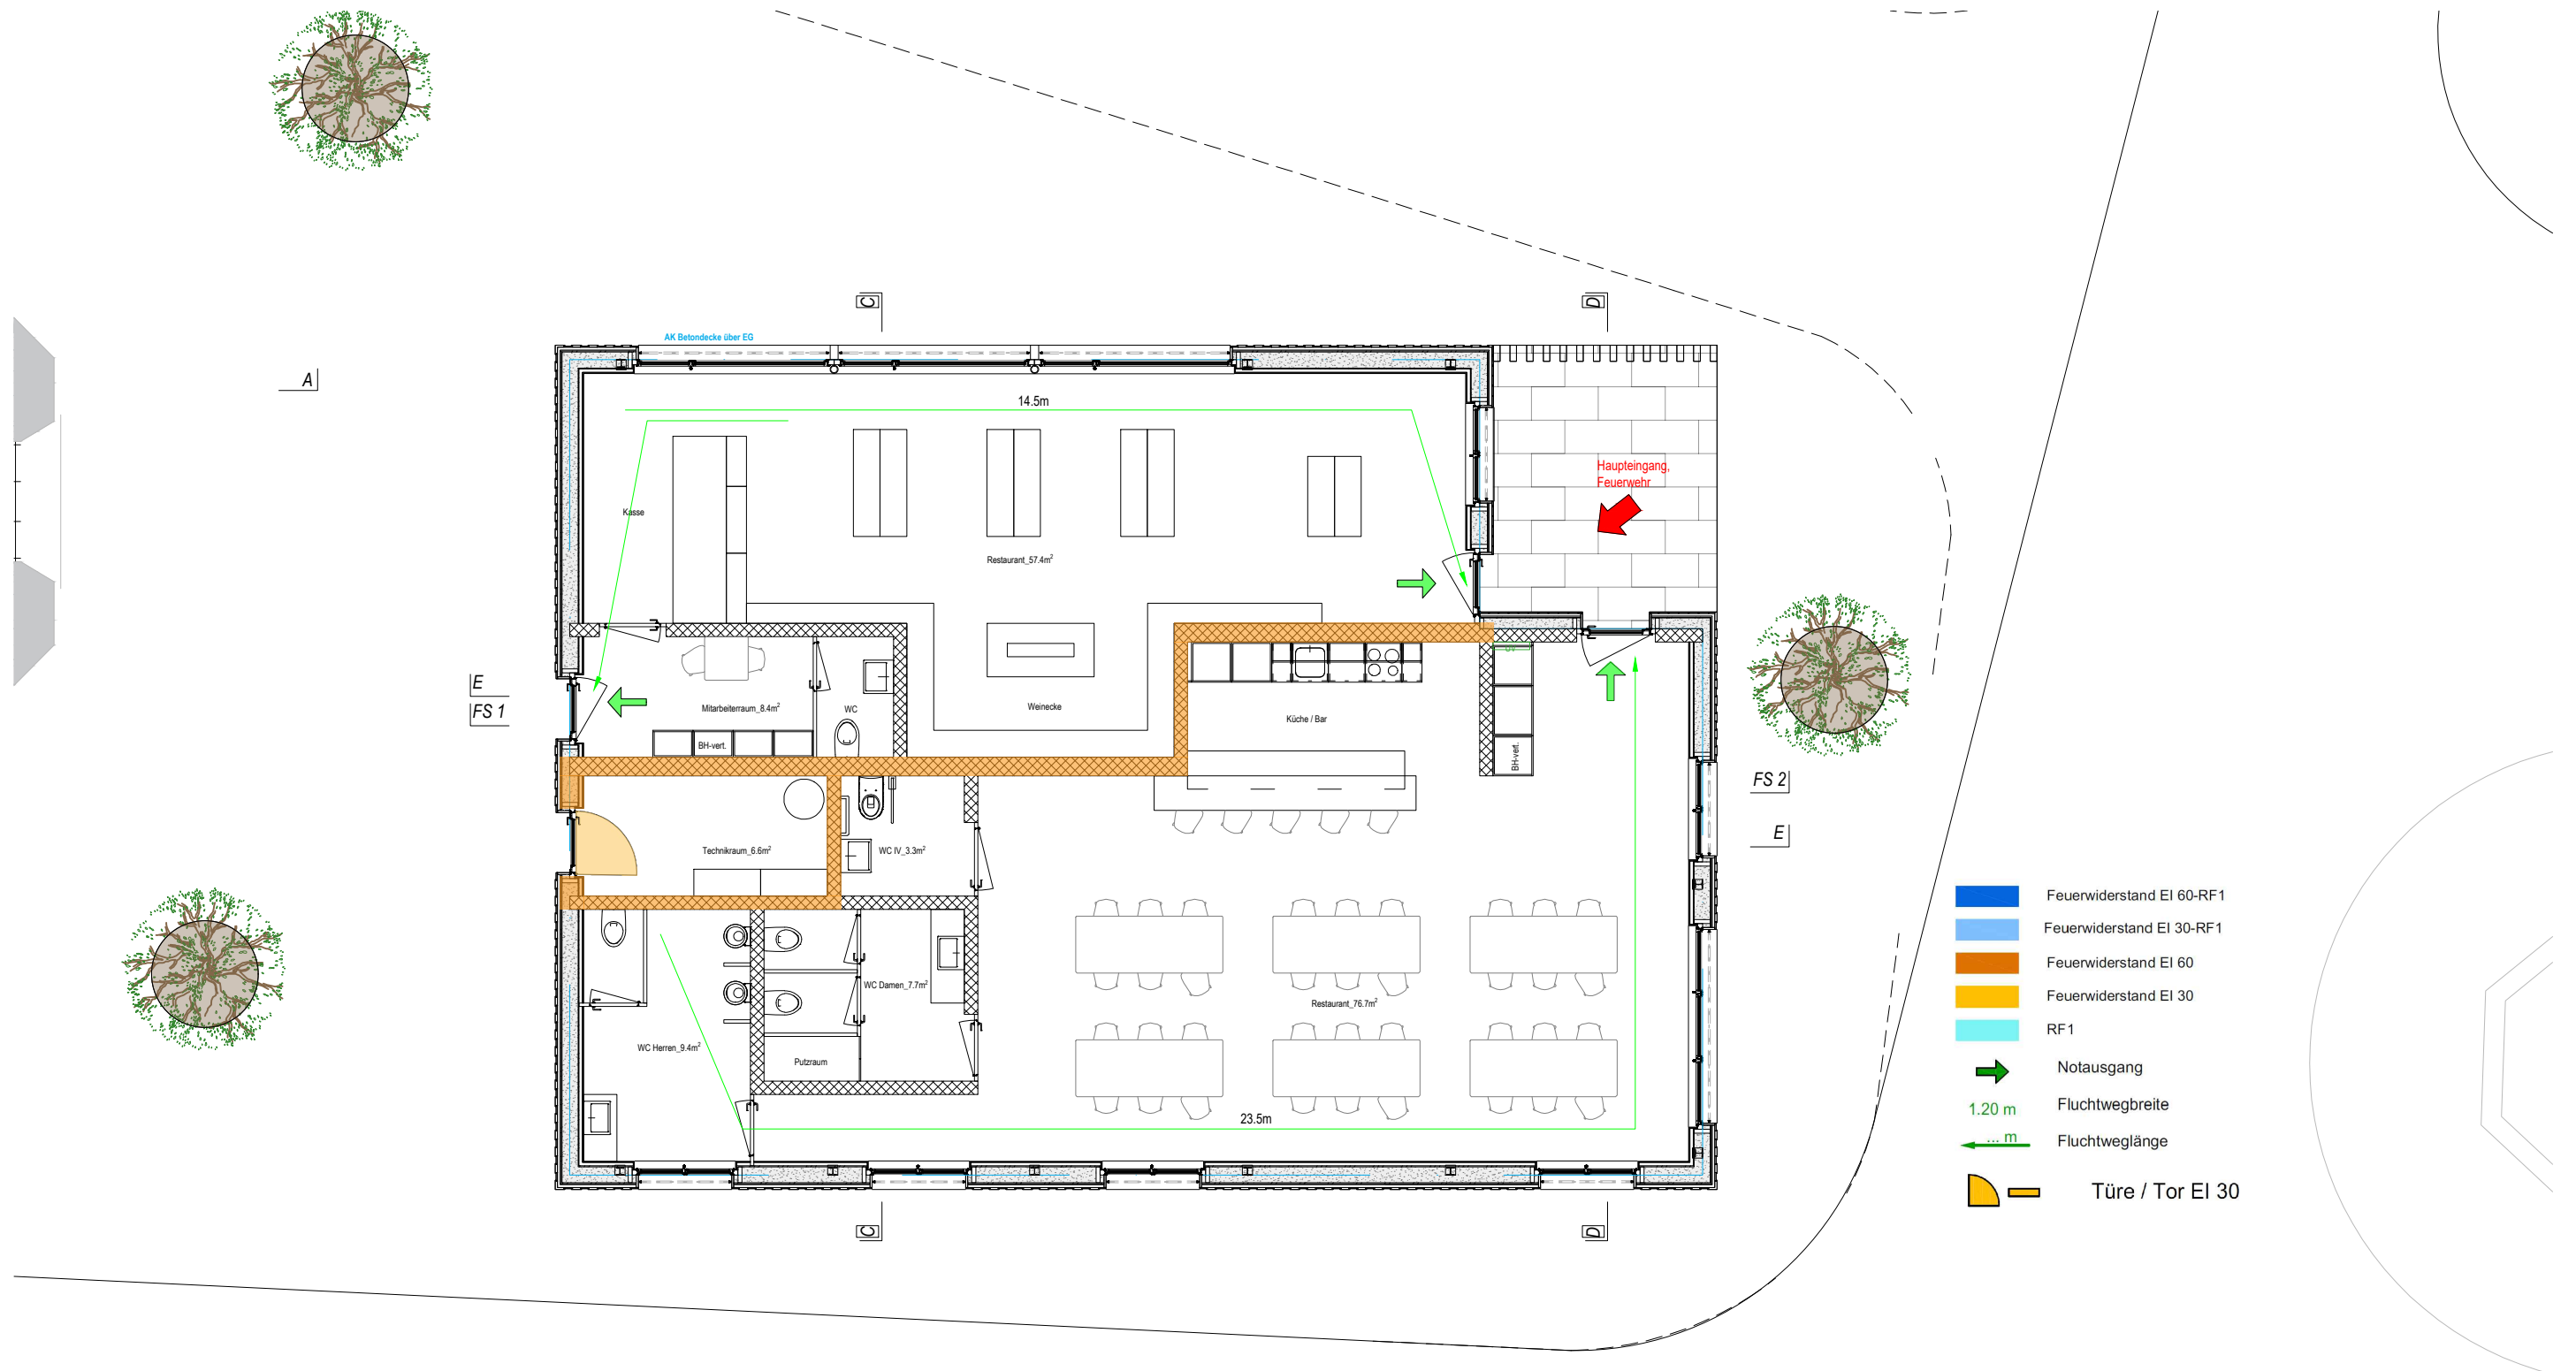 C
D
AK Betondecke über EG
A
14.5m
Haupteingang,
Feuerwehr
Kasse
Restaurant_57.4m²
E
FS 1
Mitarbeiterraum_8.4m²
WC
Weinecke
Küche / Bar
BH-vert.
BH-vert.
FS 2
E
Technikraum_6.6m²
WC IV_3.3m²
WC Damen_7.7m²
Restaurant_76.7m²
WC Herren_9.4m²
Putzraum
23.5m
C
D
Feuerwiderstand EI 60-RF1
Feuerwiderstand EI 30-RF1
Feuerwiderstand EI 60
Feuerwiderstand EI 30
RF1
Notausgang
1.20 m Fluchtwegbreite
... m Fluchtweglänge
Türe / Tor EI 30